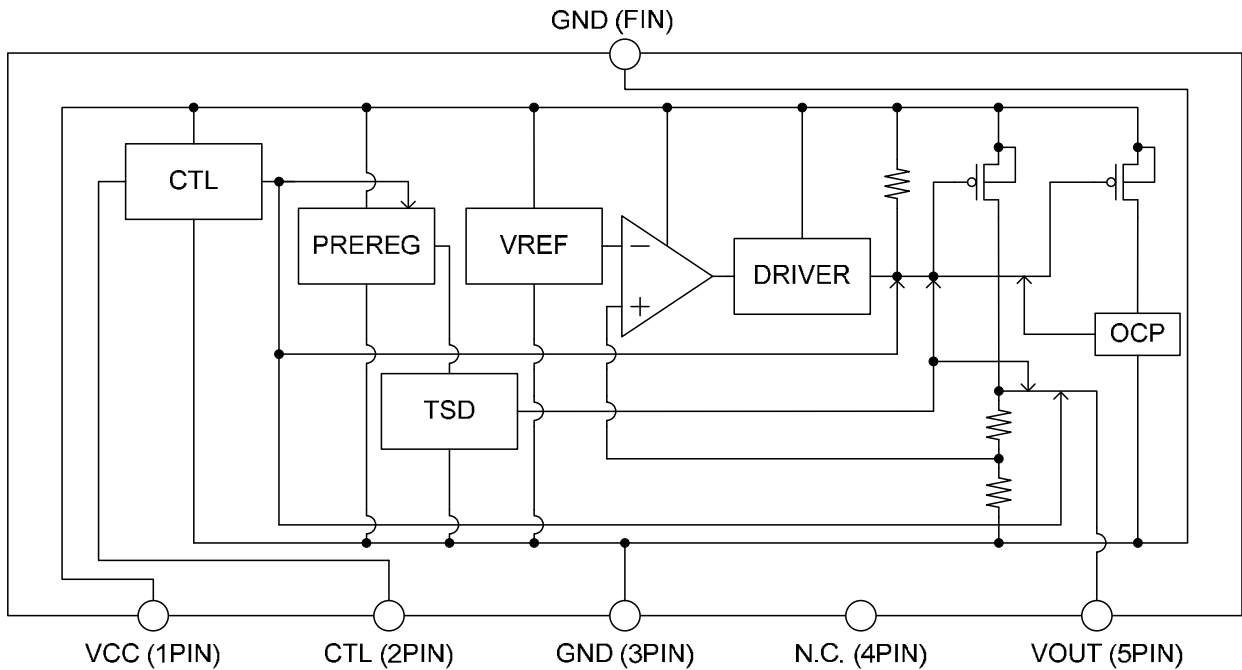 GND (FIN)
CTL
PREREG
VREF
−
+
DRIVER
OCP
TSD
VCC (1PIN)
CTL (2PIN)
GND (3PIN)
N.C. (4PIN)
VOUT (5PIN)